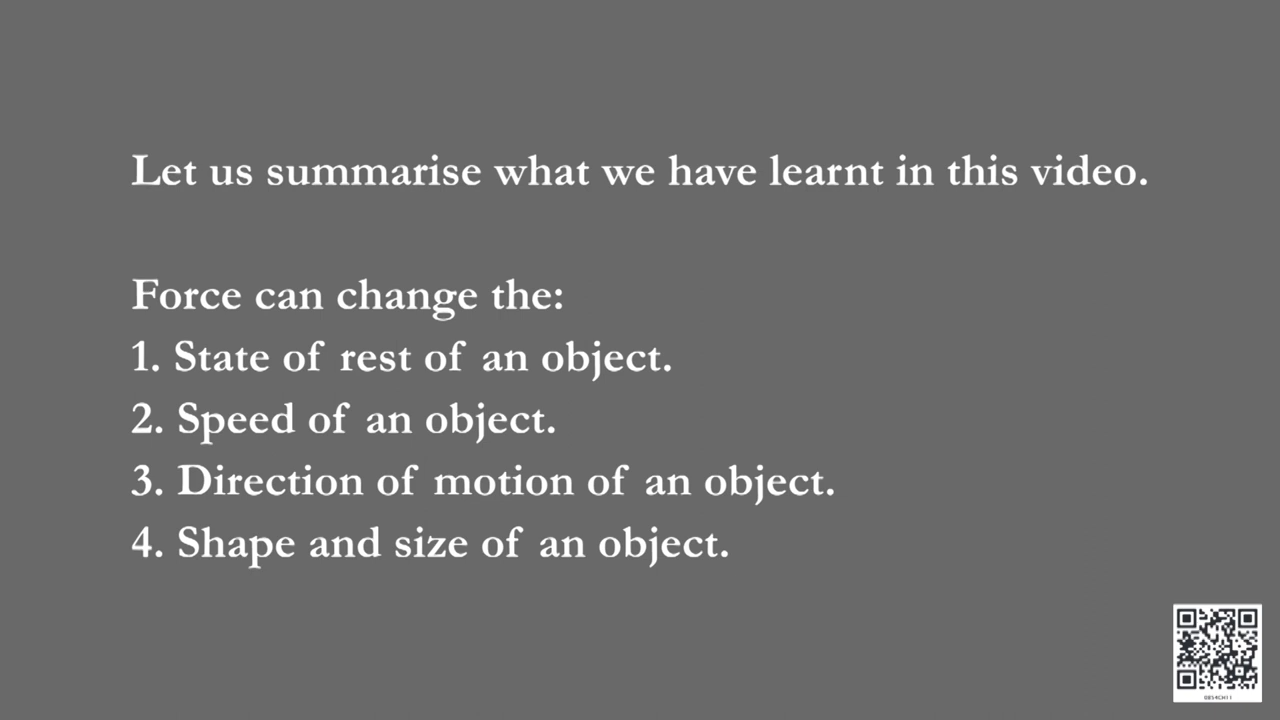 Let us summarise what we have learnt in this video.
Force can change the:
1. State of rest of an object.
2. Speed of an object.
3. Direction of motion of an object.
4. Shape and size of an object.